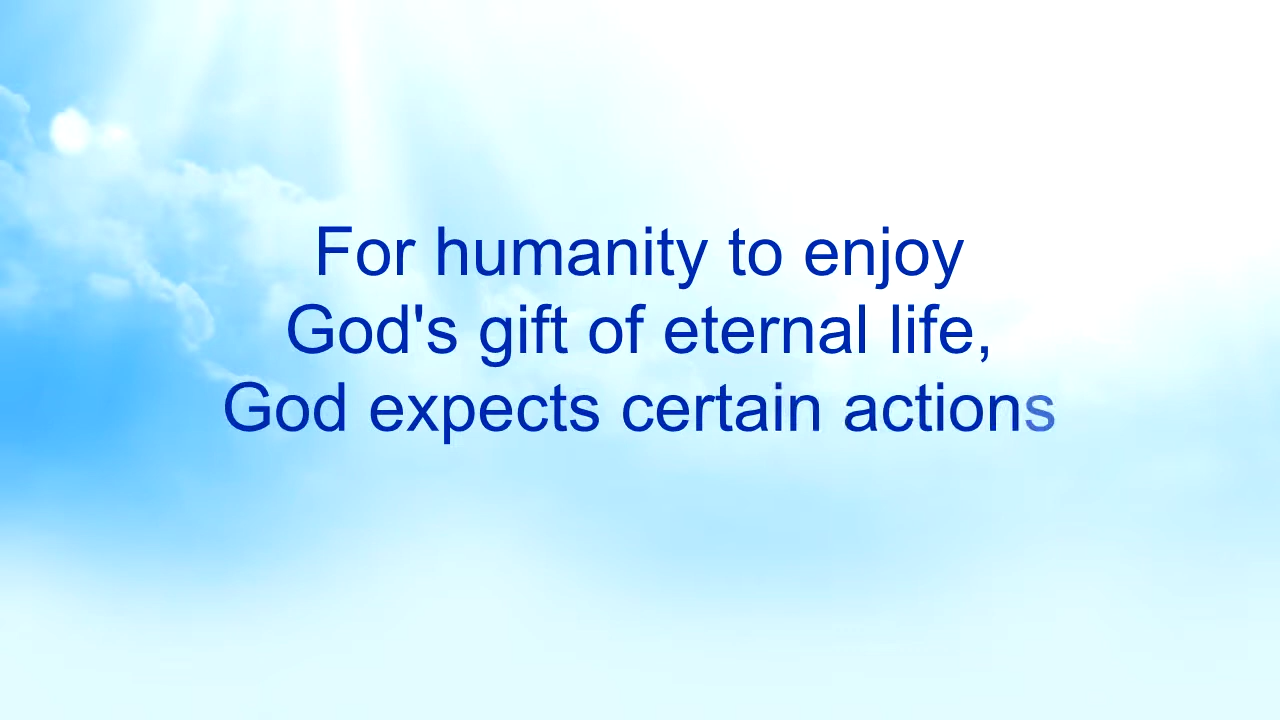 For humanity to enjoy
God's gift of eternal life,
God expects certain actions